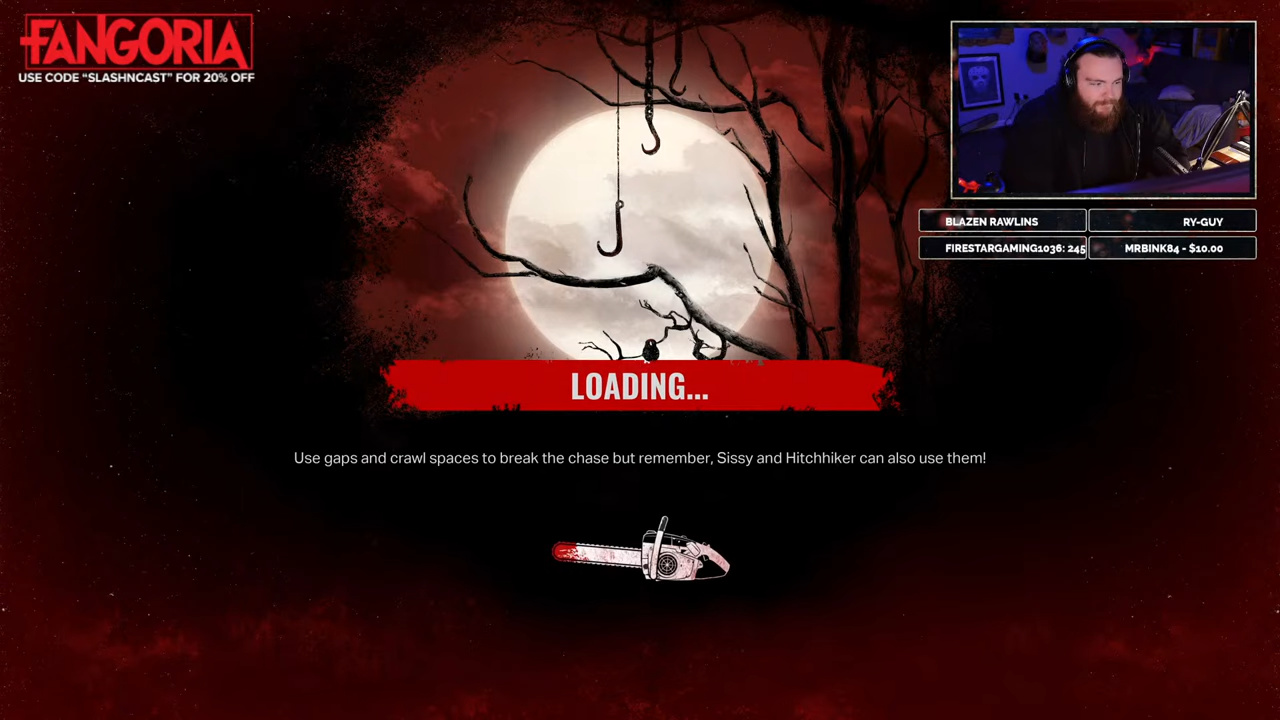 FANGORIA
USE CODE "SLASHNCAST" FOR 20% OFF
BLAZEN RAWLINS
RY-GUY
FIRESTARGAMING1036: 245
MRBINK84 - $10.00
LOADING...
Use gaps and crawl spaces to break the chase but remember, Sissy and Hitchhiker can also use them!